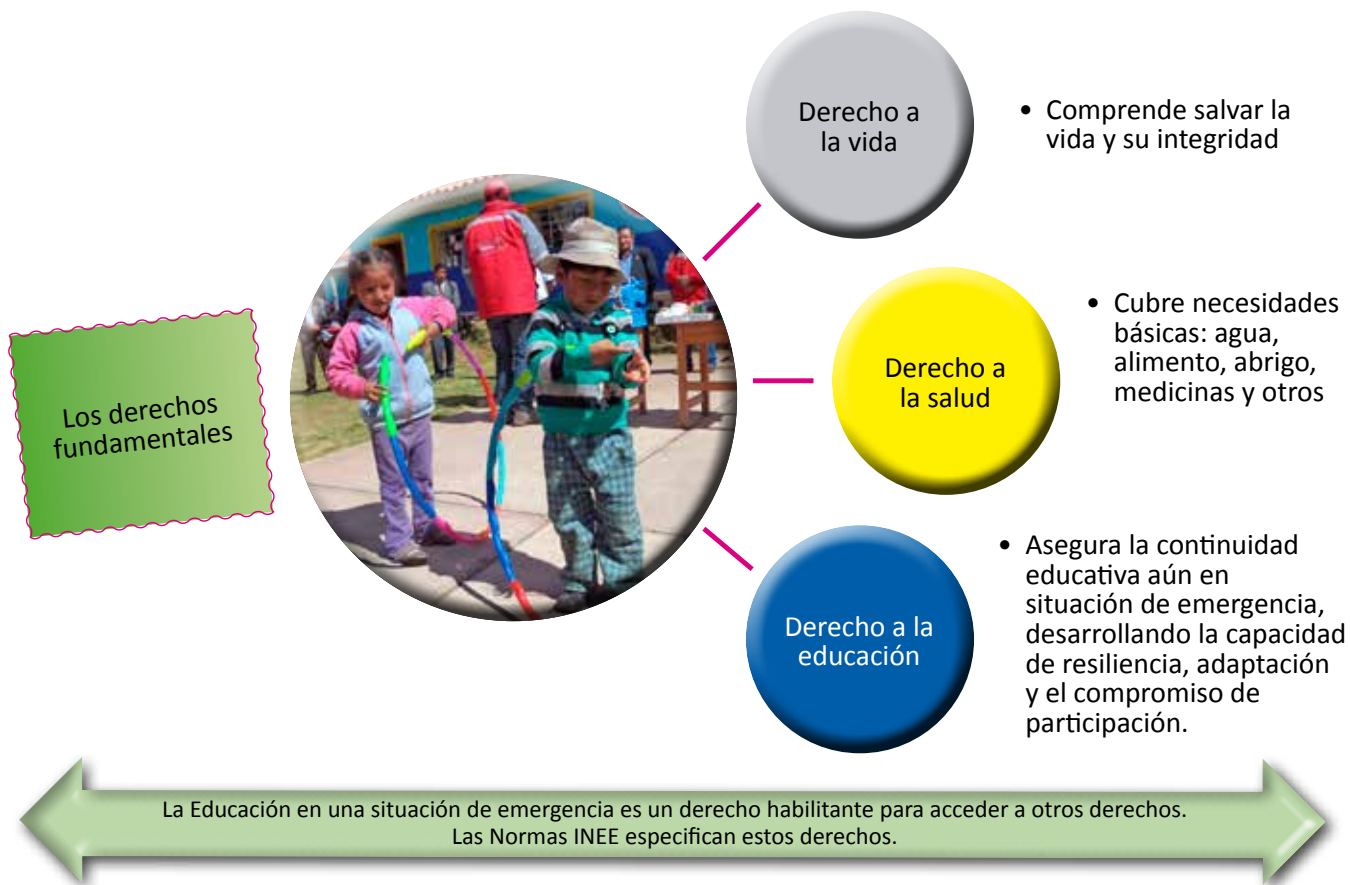 Los derechos
fundamentales
Derecho a
la vida
• Comprende salvar la
vida y su integridad
Derecho a
la salud
• Cubre necesidades
básicas: agua,
alimento, abrigo,
medicinas y otros
Derecho a la
educación
• Asegura la continuidad
educativa aún en
situación de emergencia,
desarrollando la capacidad
de resiliencia, adaptación
y el compromiso de
participación.
La Educación en una situación de emergencia es un derecho habilitante para acceder a otros derechos.
Las Normas INEE especifican estos derechos.